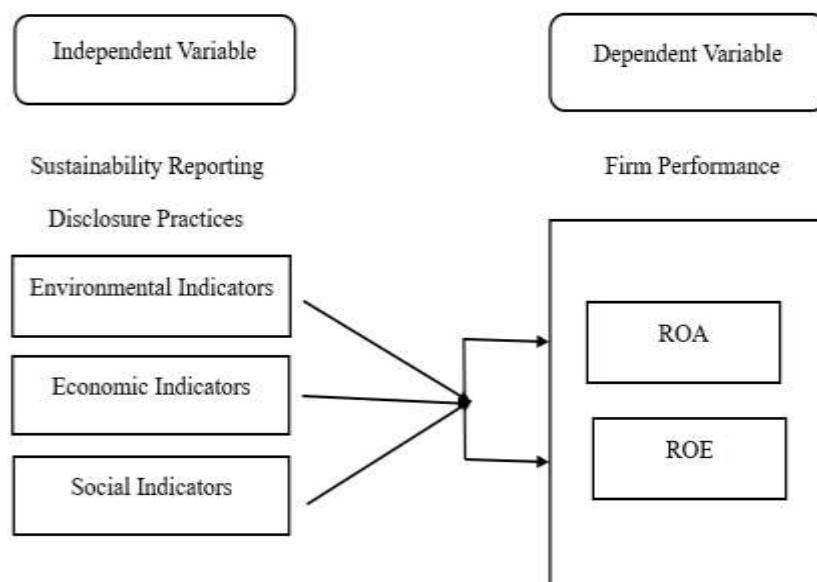 Independent Variable
Dependent Variable
Sustainability Reporting
Disclosure Practices
Firm Performance
Environmental Indicators
Economic Indicators
Social Indicators
ROA
ROE